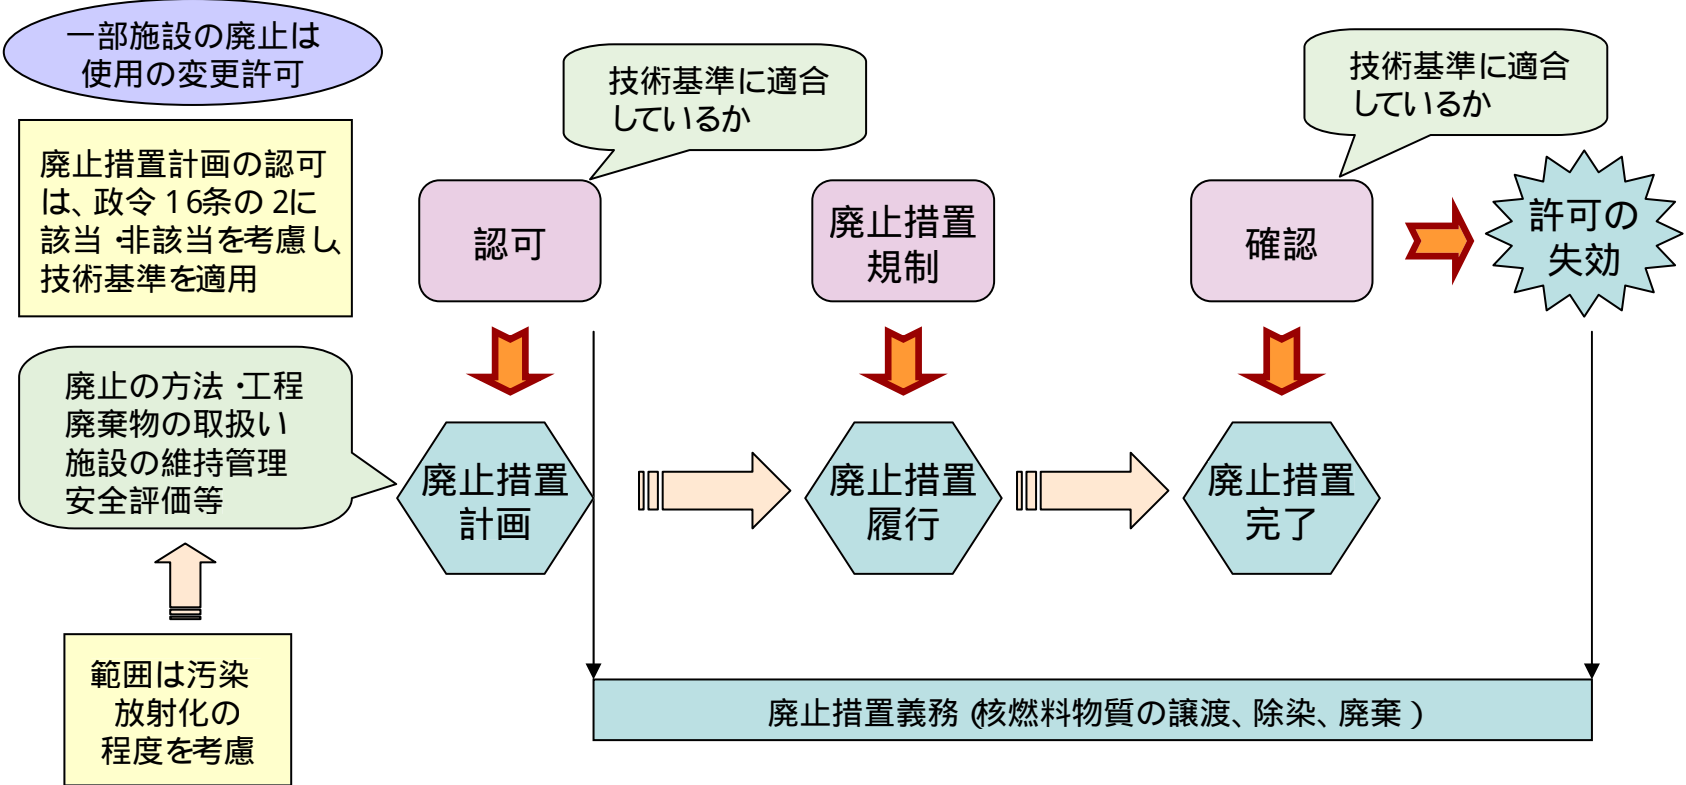 一部施設の廃止は
使用の変更許可
廃止措置計画の認可
は、政令16条の2に
該当・非該当を考慮し、
技術基準を適用
廃止の方法・工程
廃棄物の取扱い
施設の維持管理
安全評価等
範囲は汚染
放射化の
程度を考慮
技術基準に適合
しているか
認可
廃止措置
計画
廃止措置
規制
廃止措置
履行
技術基準に適合
しているか
確認
廃止措置
完了
許可の
失効
廃止措置義務(核燃料物質の譲渡、除染、廃棄)